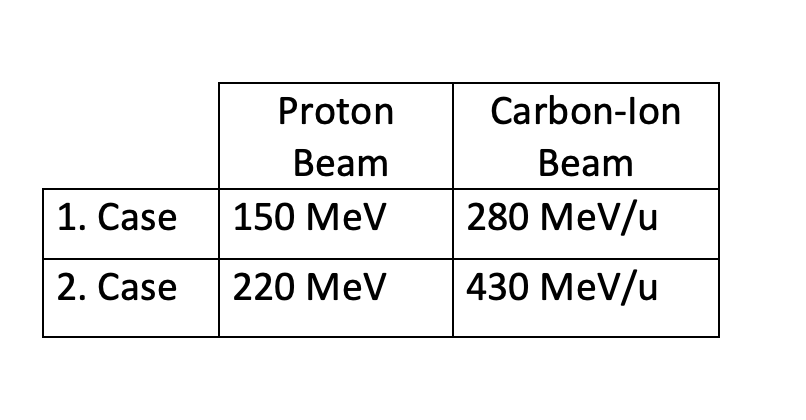 Proton Carbon-Ion
Beam Beam
1. Case 150 MeV 280 MeV/u
2. Case 220 MeV 430 MeV/u